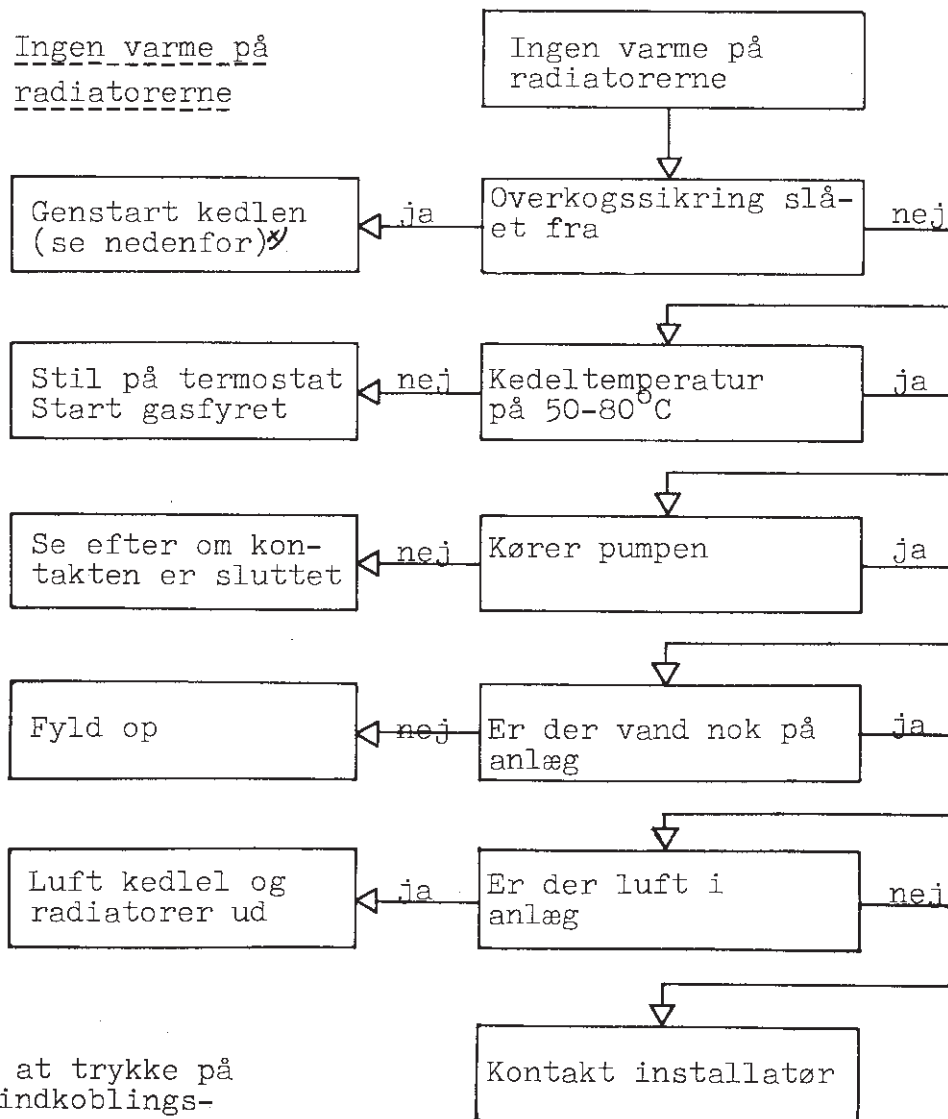 Ingen varme på
radiatorerne
Ingen varme på
radiatorerne
Genstart kedlen
(se nedenfor)x)
ja
Overkogssikring slå-
et fra
nej
Stil på termostat
Start gasfyret
nej
Kedeltemperatur
på 50-80°C
ja
Se efter om kon-
takten er sluttet
nej
Kører pumpen
ja
Fyld op
nej
Er der vand nok på
anlæg
ja
Luft kedlel og
radiatorer ud
ja
Er der luft i
anlæg
nej
Kontakt installatør
at trykke på
indkoblings-